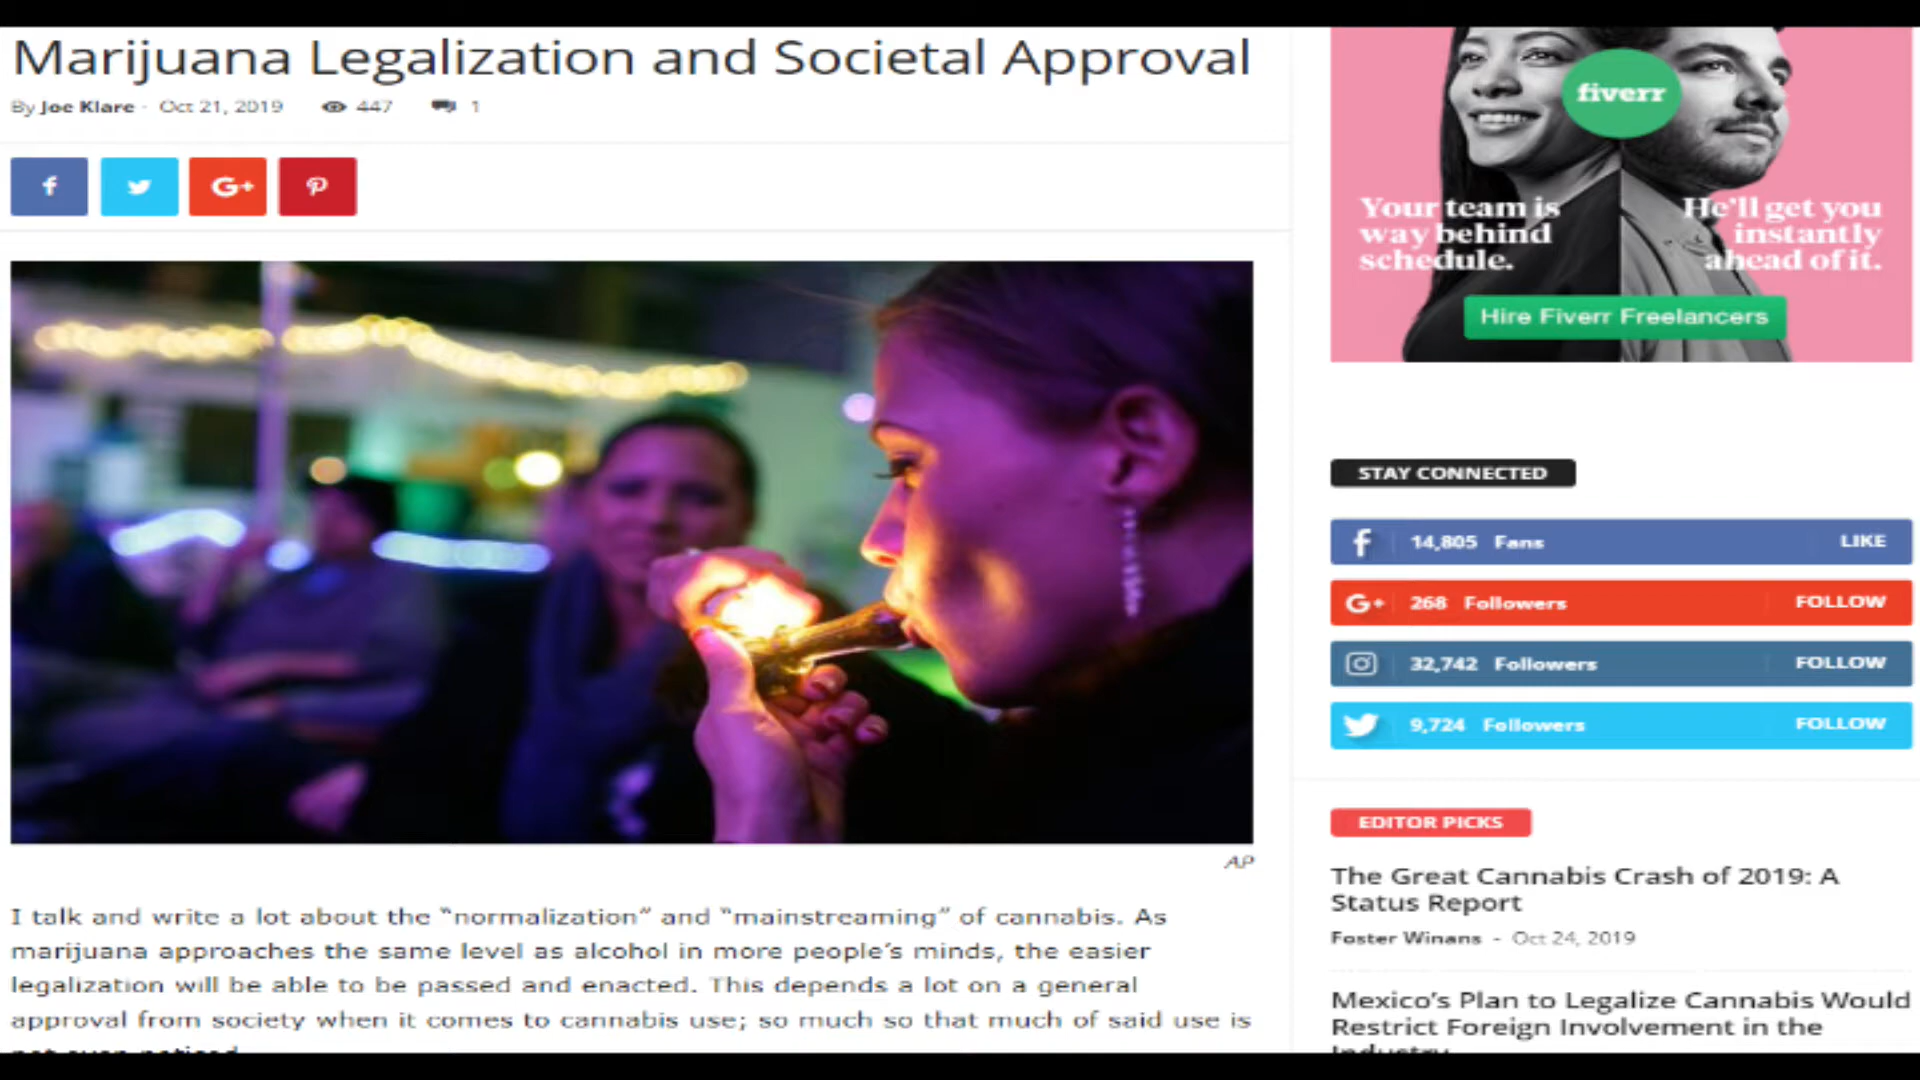 Marijuana Legalization and Societal Approval
By Joe Klare - Oct 21, 2019 447 1
f G+
AP
I talk and write a lot about the “normalization” and “mainstreaming” of cannabis. As
marijuana approaches the same level as alcohol in more people’s minds, the easier
legalization will be able to be passed and enacted. This depends a lot on a general
approval from society when it comes to cannabis use; so much so that much of said use is
fiverr
Your team is
way behind
schedule.
He’ll get you
instantly
ahead of it.
Hire Fiverr Freelancers
STAY CONNECTED
f 14,805 Fans LIKE
G+ 268 Followers FOLLOW
32,742 Followers FOLLOW
9,724 Followers FOLLOW
EDITOR PICKS
The Great Cannabis Crash of 2019: A
Status Report
Foster Winans - Oct 24, 2019
Mexico’s Plan to Legalize Cannabis Would
Restrict Foreign Involvement in the
Industry